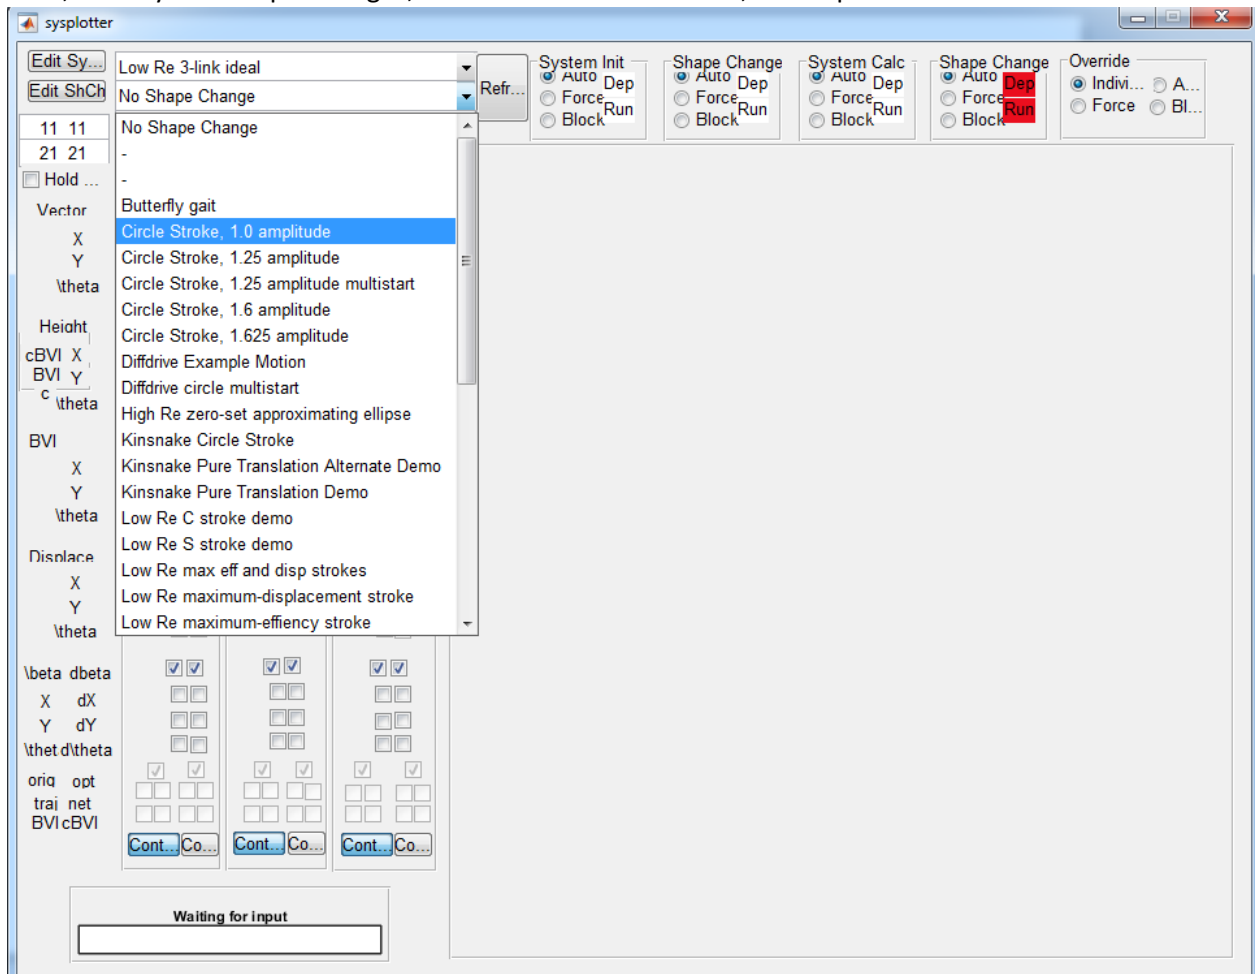 sysplotter
Edit Sy... Low Re 3-link ideal
Edit ShCh No Shape Change
Refr...
System Init
Auto Dep
Force Run
Block
Shape Change
Auto Dep
Force Run
Block
System Calc
Auto Dep
Force Run
Block
Shape Change
Auto Dep
Force Run
Block
Override
Indivi... A...
Force Bl...
11 11
21 21
Hold ...
Vector
X
Y
\theta
Height
cBVI X
BVI Y
c \theta
BVI
X
Y
\theta
Displace
X
Y
\theta
\beta dbeta
X dX
Y dY
\thet d\theta
orig opt
traj net
BVI cBVI
No Shape Change
-
-
Butterfly gait
Circle Stroke, 1.0 amplitude
Circle Stroke, 1.25 amplitude
Circle Stroke, 1.25 amplitude multistart
Circle Stroke, 1.6 amplitude
Circle Stroke, 1.625 amplitude
Diffdrive Example Motion
Diffdrive circle multistart
High Re zero-set approximating ellipse
Kinsnake Circle Stroke
Kinsnake Pure Translation Alternate Demo
Kinsnake Pure Translation Demo
Low Re C stroke demo
Low Re S stroke demo
Low Re max eff and disp strokes
Low Re maximum-displacement stroke
Low Re maximum-effiency stroke
Cont... Co... Cont... Co... Cont... Co...
Waiting for input